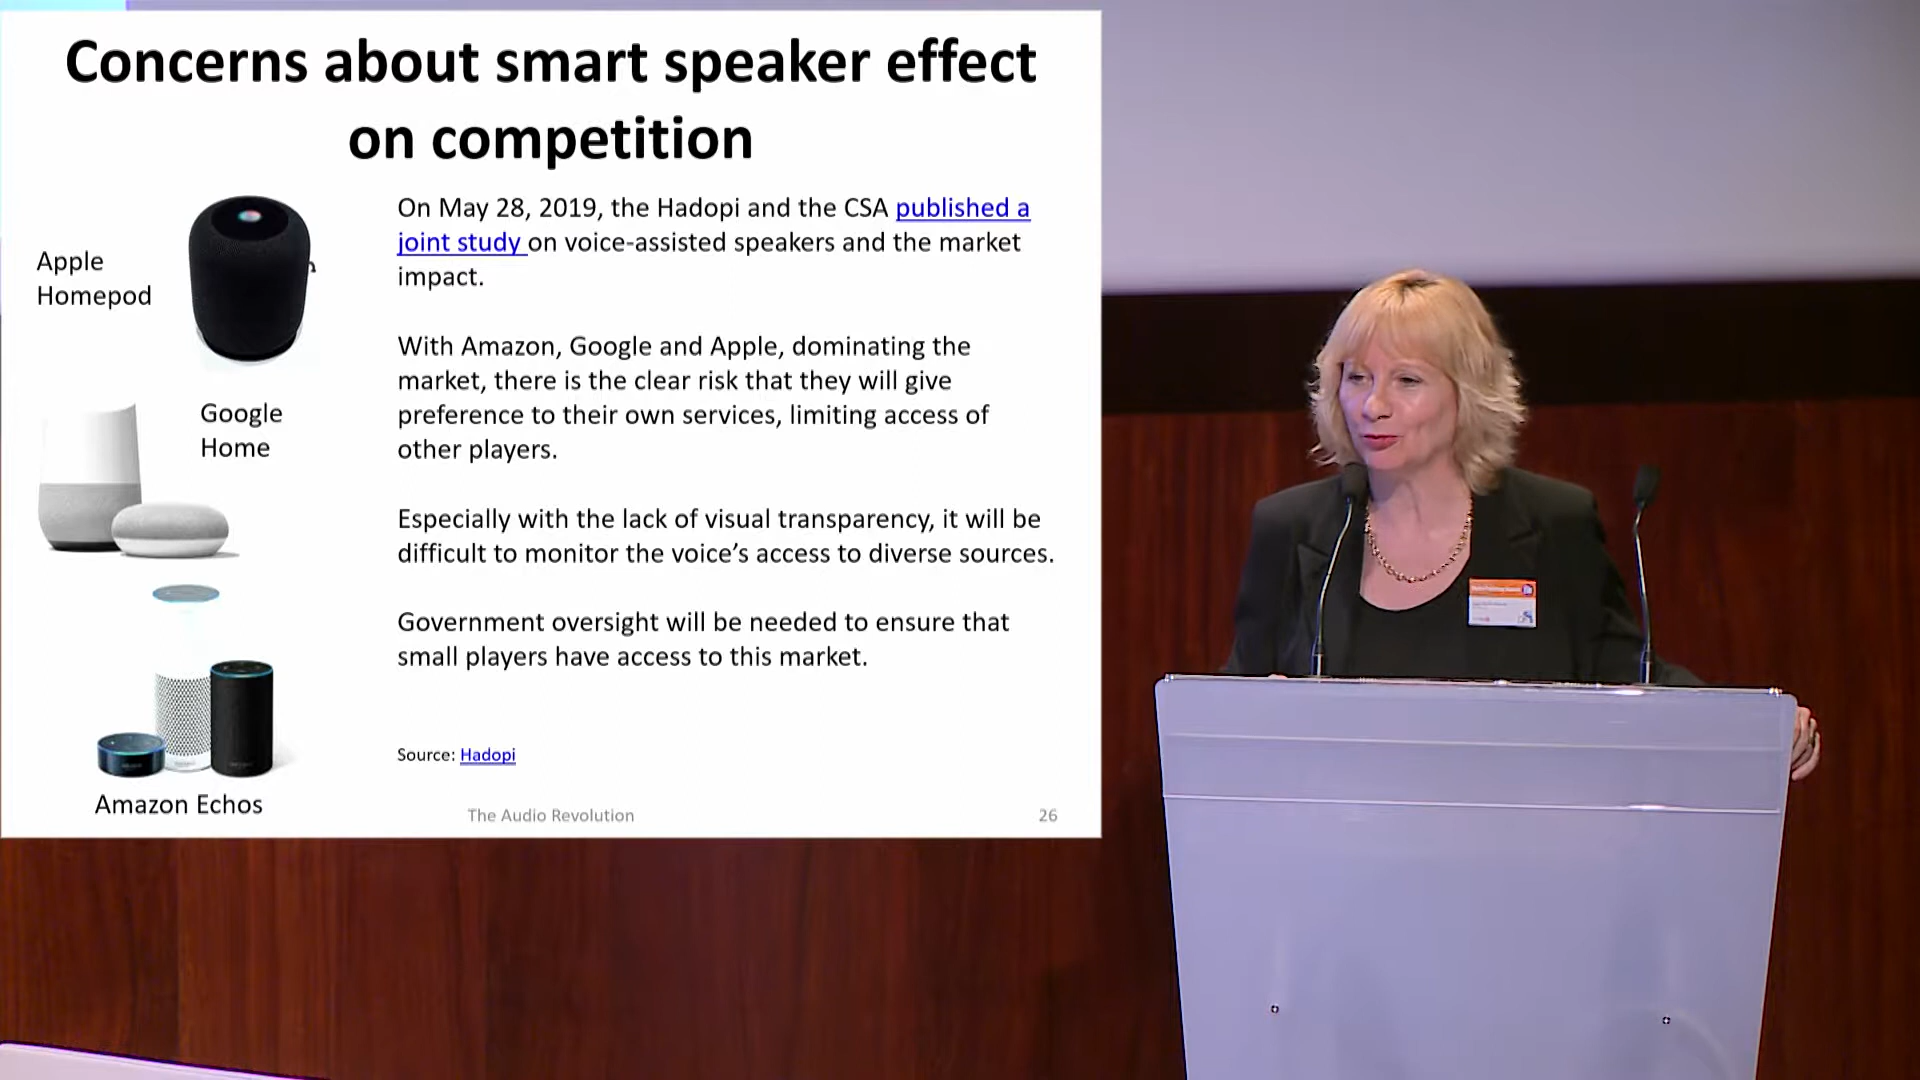 Concerns about smart speaker effect
on competition
Apple
Homepod
Google
Home
Amazon Echos
On May 28, 2019, the Hadopi and the CSA published a
joint study on voice-assisted speakers and the market
impact.
With Amazon, Google and Apple, dominating the
market, there is the clear risk that they will give
preference to their own services, limiting access of
other players.
Especially with the lack of visual transparency, it will be
difficult to monitor the voice's access to diverse sources.
Government oversight will be needed to ensure that
small players have access to this market.
Source: Hadopi
The Audio Revolution
26